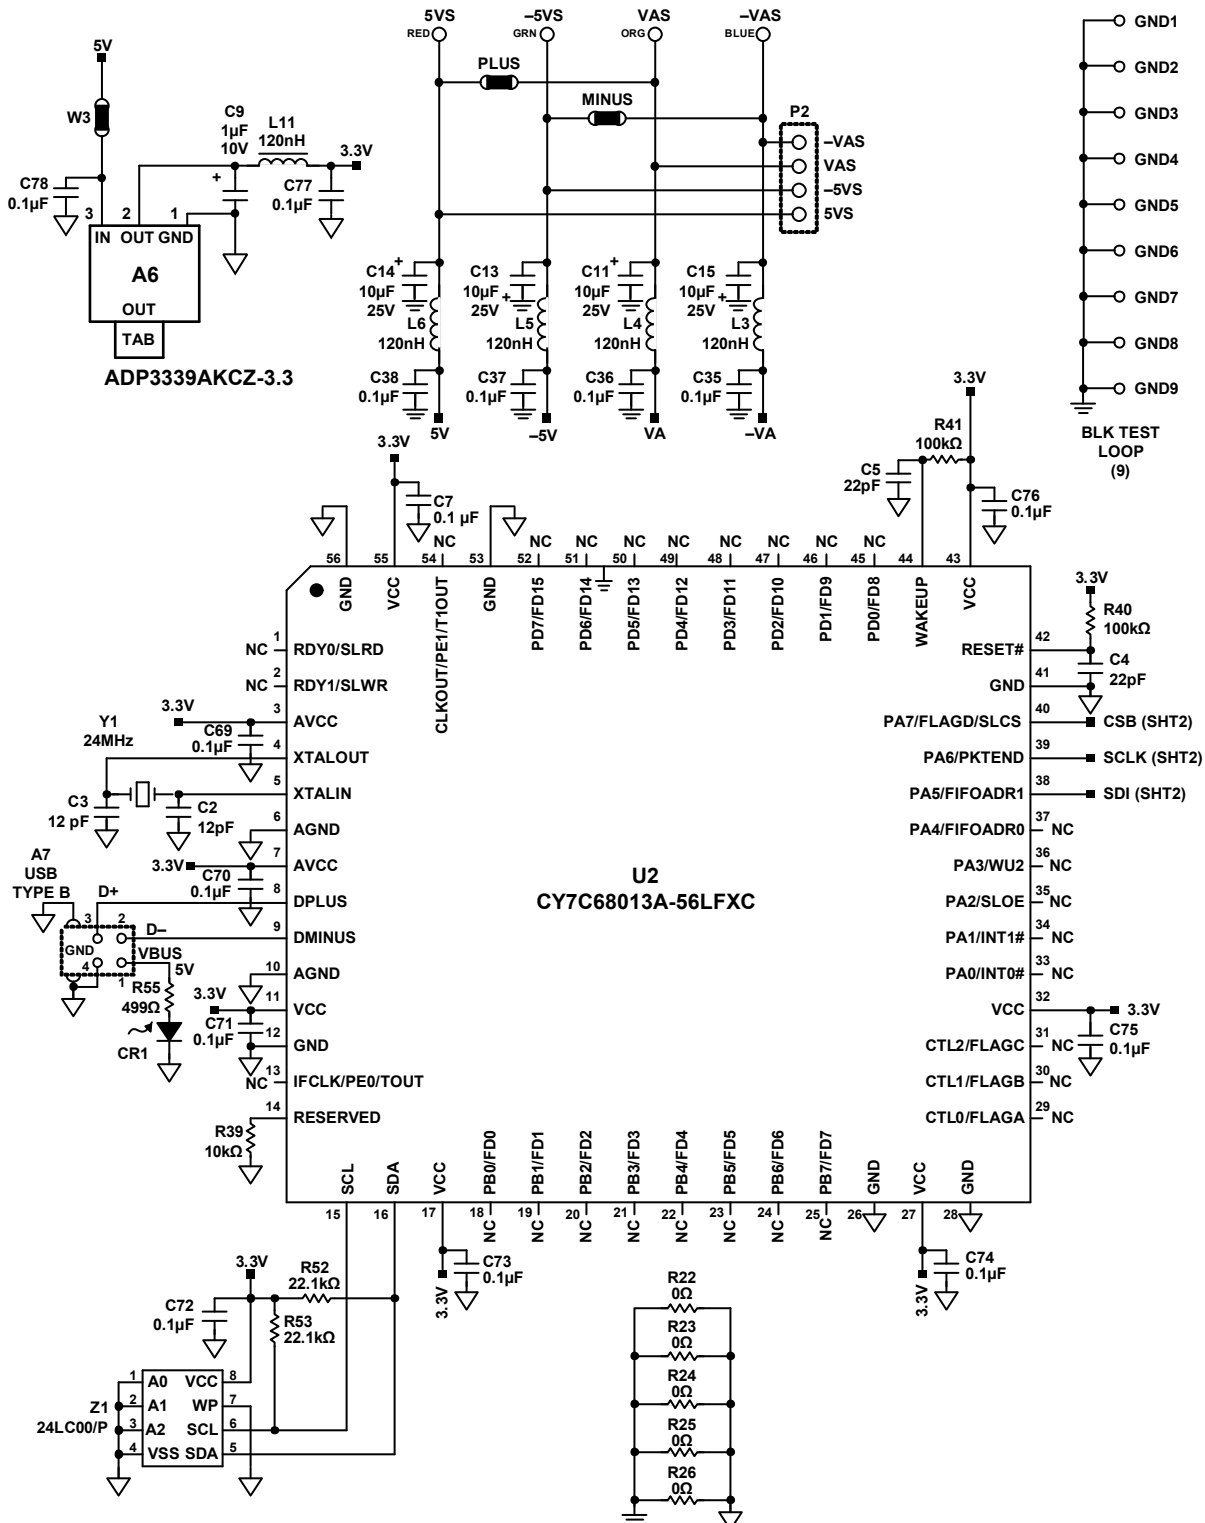 5VS –5VS VAS –VAS
RED GRN ORG BLUE
PLUS
MINUS
P2
–VAS
VAS
–5VS
5VS
GND1
GND2
GND3
GND4
GND5
GND6
GND7
GND8
GND9
BLK TEST
LOOP
(9)
5V
W3
C9
1µF
10V
+
L11
120nH
3.3V
C78
0.1µF
C77
0.1µF
3 2 1
IN OUT GND
A6
OUT
TAB
ADP3339AKCZ-3.3
C14 +
10µF
25V
L6
120nH
C38
0.1µF
5V
C13
10µF
25V +
L5
120nH
C37
0.1µF
–5V
C11 +
10µF
25V
L4
120nH
C36
0.1µF
VA
C15
10µF
25V +
L3
120nH
C35
0.1µF
–VA
3.3V
C7
0.1 µF
3.3V
R41
100kΩ
C5
22pF
C76
0.1µF
NC NC NC NC NC NC NC NC NC
56 55 54 53 52 51 50 49 48 47 46 45 44 43
GND
VCC
CLKOUT/PE1/T1OUT
GND
PD7/FD15
PD6/FD14
PD5/FD13
PD4/FD12
PD3/FD11
PD2/FD10
PD1/FD9
PD0/FD8
WAKEUP
VCC
3.3V
R40
100kΩ
C4
22pF
NC 1 RDY0/SLRD
NC 2 RDY1/SLWR
3.3V 3 AVCC
C69
0.1µF
Y1
24MHz
4 XTALOUT
5 XTALIN
C3
12 pF
C2
12pF
6 AGND
3.3V 7 AVCC
C70
0.1µF
A7
USB
TYPE B
D+
8 DPLUS
3 2
D–
9 DMINUS
GND
VBUS
4 1
5V
10 AGND
R55
499Ω
CR1
3.3V 11 VCC
C71
0.1µF
12 GND
NC 13 IFCLK/PE0/TOUT
14 RESERVED
R39
10kΩ
U2
CY7C68013A-56LFXC
RESET# 42
GND 41
PA7/FLAGD/SLCS 40 CSB (SHT2)
PA6/PKTEND 39 SCLK (SHT2)
PA5/FIFOADR1 38 SDI (SHT2)
PA4/FIFOADR0 37 NC
PA3/WU2 36 NC
PA2/SLOE 35 NC
PA1/INT1# 34 NC
PA0/INT0# 33 NC
VCC 32 3.3V
C75
0.1µF
CTL2/FLAGC 31 NC
CTL1/FLAGB 30 NC
CTL0/FLAGA 29 NC
SCL
SDA
VCC
PB0/FD0
PB1/FD1
PB2/FD2
PB3/FD3
PB4/FD4
PB5/FD5
PB6/FD6
PB7/FD7
GND
VCC
GND
15 16 17 18 19 20 21 22 23 24 25 26 27 28
NC NC NC NC NC NC NC NC
3.3V
C73
0.1µF
3.3V
C74
0.1µF
3.3V
R52
22.1kΩ
C72
0.1µF
R53
22.1kΩ
Z1
24LC00/P
1 A0 VCC 8
2 A1 WP 7
3 A2 SCL 6
4 VSS SDA 5
R22
0Ω
R23
0Ω
R24
0Ω
R25
0Ω
R26
0Ω